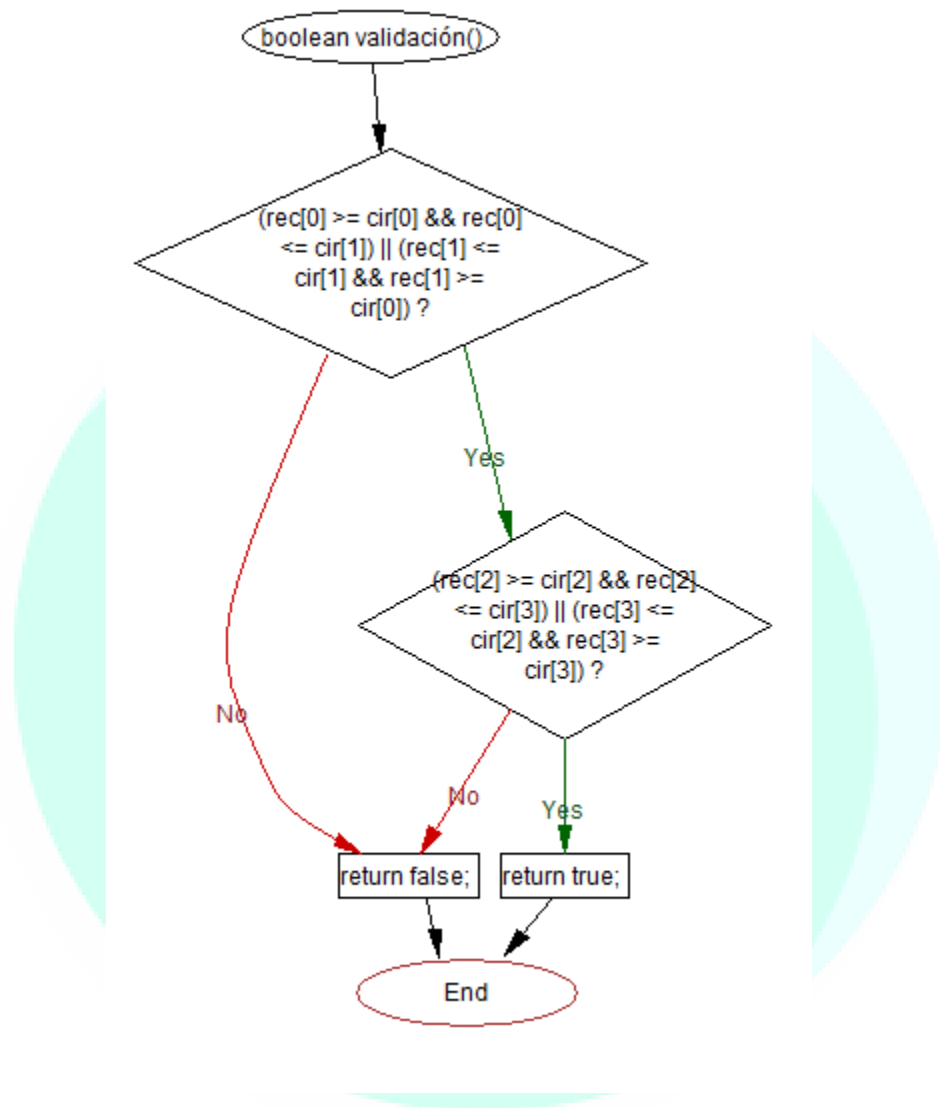 boolean validación()
(rec[0] >= cir[0] && rec[0]
<= cir[1]) || (rec[1] <=
cir[1] && rec[1] >=
cir[0]) ?
Yes
(rec[2] >= cir[2] && rec[2]
<= cir[3]) || (rec[3] <=
cir[2] && rec[3] >=
cir[3]) ?
No
No
Yes
return false;
return true;
End